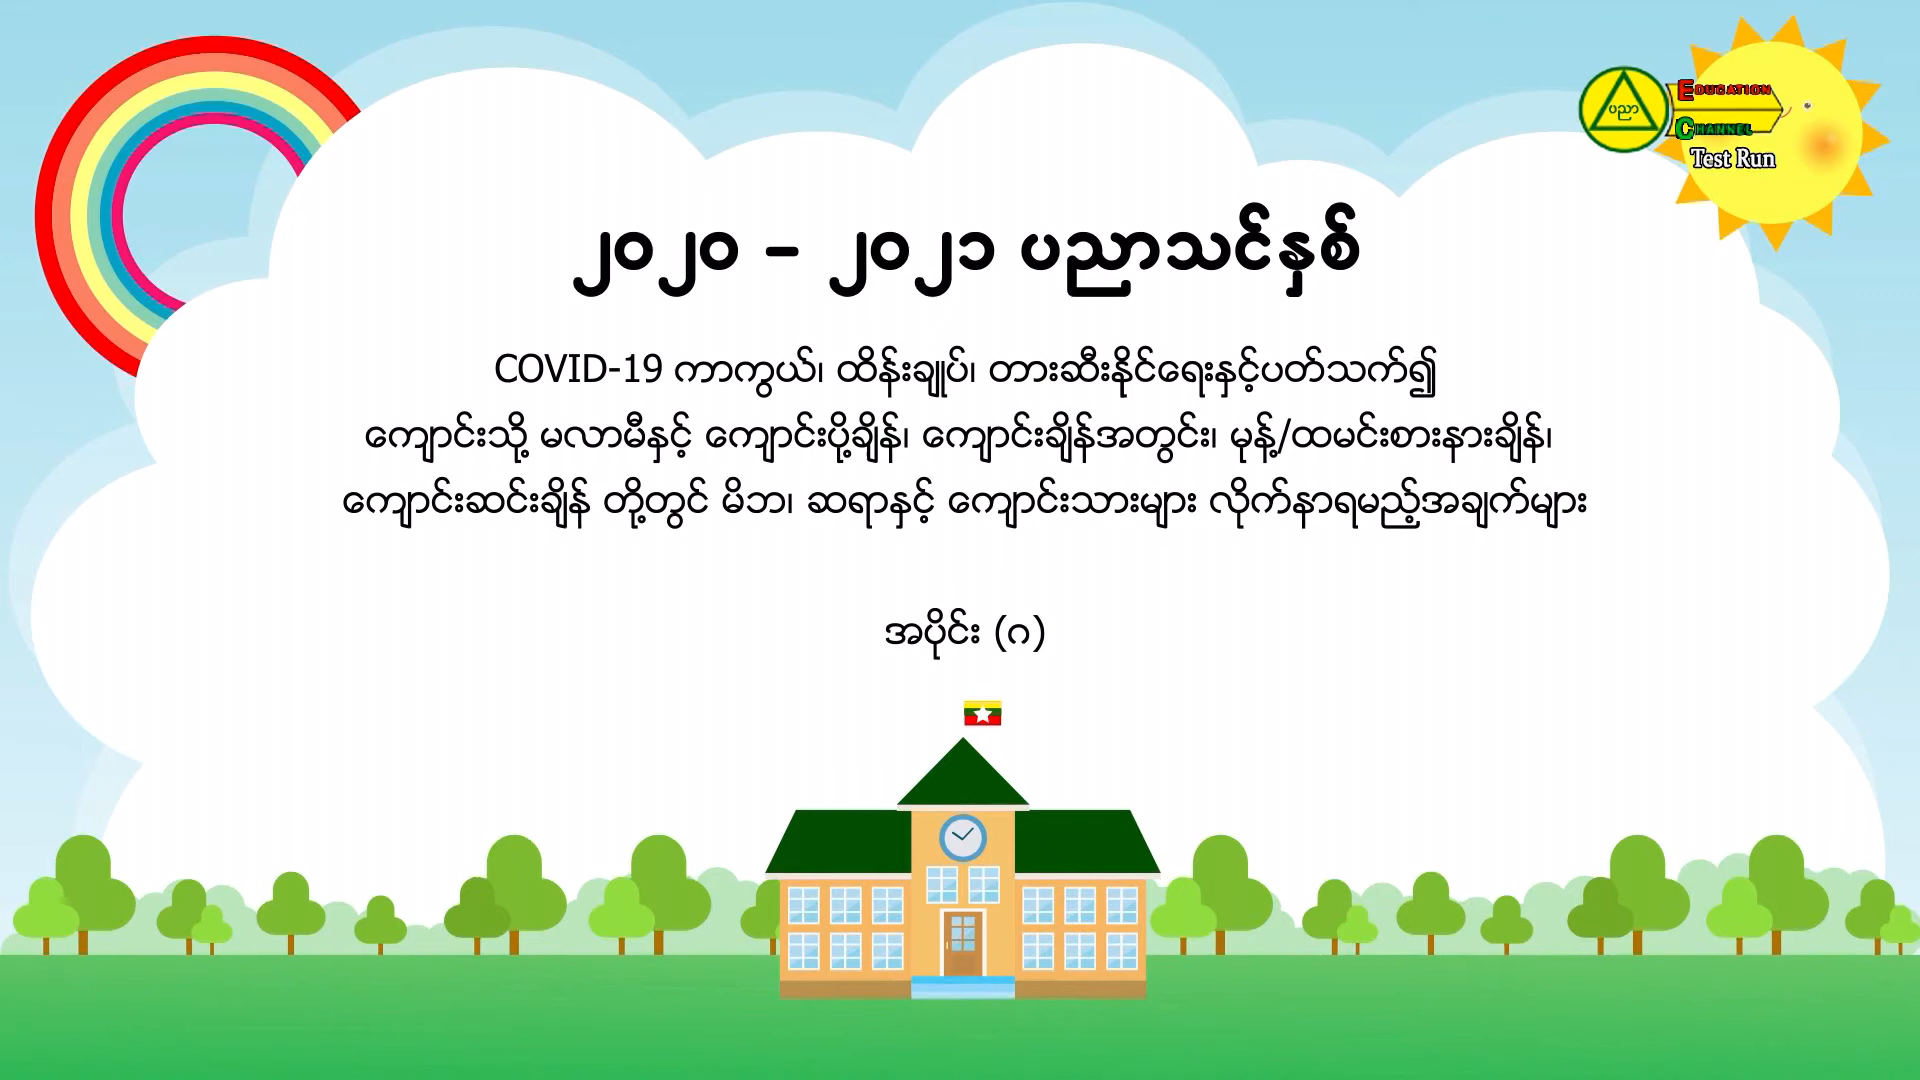 ပညာ
EDUCATION
CHANNEL
Test Run
၂၀၂၀ – ၂၀၂၁ ပညာသင်နှစ်
COVID-19 ကာကွယ်၊ ထိန်းချုပ်၊ တားဆီးနိုင်ရေးနှင့်ပတ်သက်၍
ကျောင်းသို့ မလာမီနှင့် ကျောင်းပို့ချိန်၊ ကျောင်းချိန်အတွင်း၊ မုန့်/ထမင်းစားနားချိန်၊
ကျောင်းဆင်းချိန် တို့တွင် မိဘ၊ ဆရာနှင့် ကျောင်းသားများ လိုက်နာရမည့်အချက်များ
အပိုင်း (ဂ)